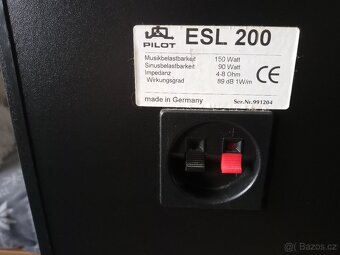 PILOT
ESL 200
Musikbelastbarkeit 150 Watt
Sinusbelastbarkeit 90 Watt
Impedanz 4-8 Ohm
Wirkungsgrad 89 dB 1W/m
CE
made in Germany Ser.Nr.991204
© Bazos.cz